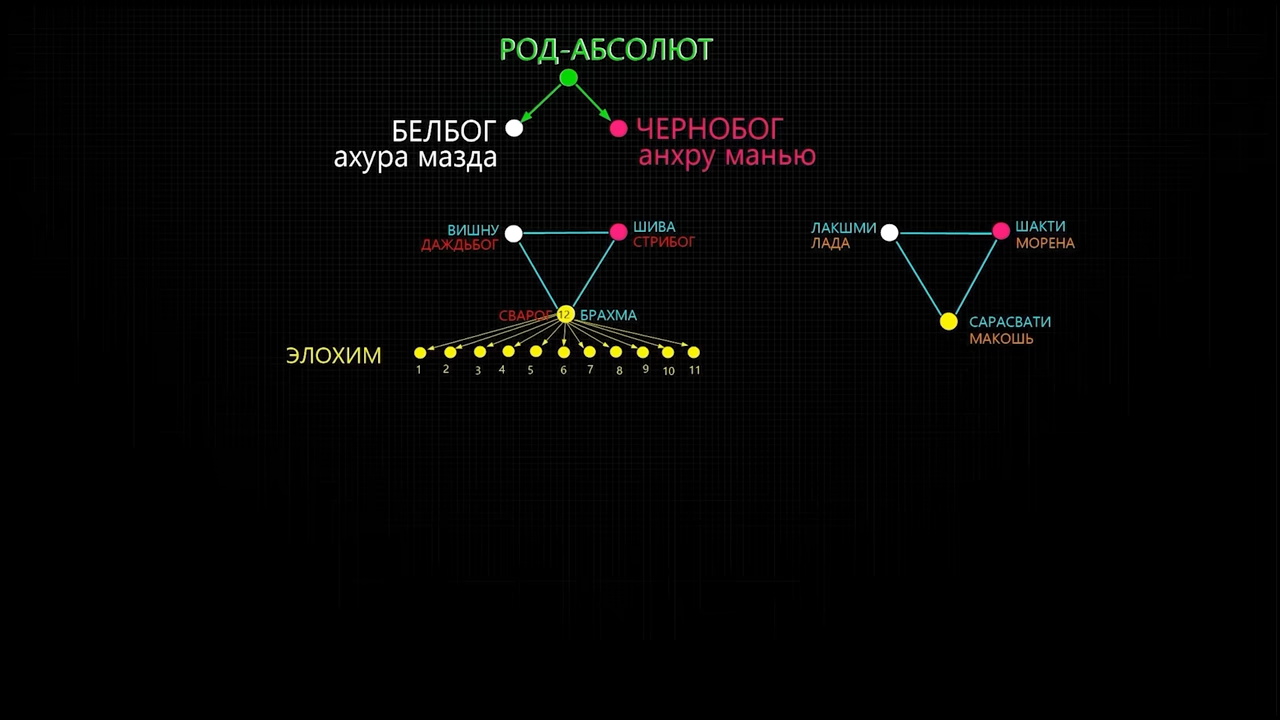 РОД-АБСОЛЮТ
БЕЛБОГ
ахура мазда
ЧЕРНОБОГ
анхру манью
ВИШНУ
ДАЖДЬБОГ
ШИВА
СТРИБОГ
ЛАКШМИ
ЛАДА
ШАКТИ
МОРЕНА
СВАРОГ 12 БРАХМА
САРАСВАТИ
МАКОШЬ
ЭЛОХИМ
1 2 3 4 5 6 7 8 9 10 11